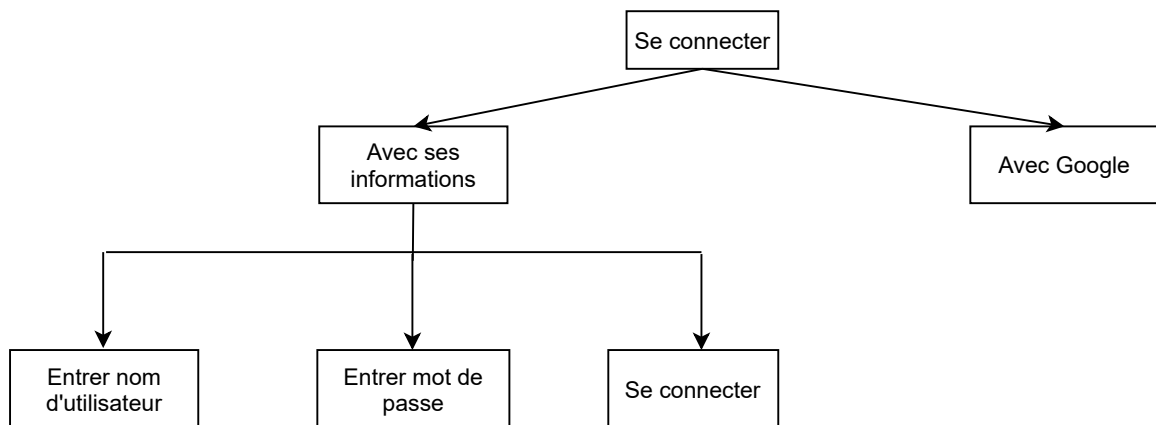 Se connecter
Avec ses
informations
Avec Google
Entrer nom
d'utilisateur
Entrer mot de
passe
Se connecter